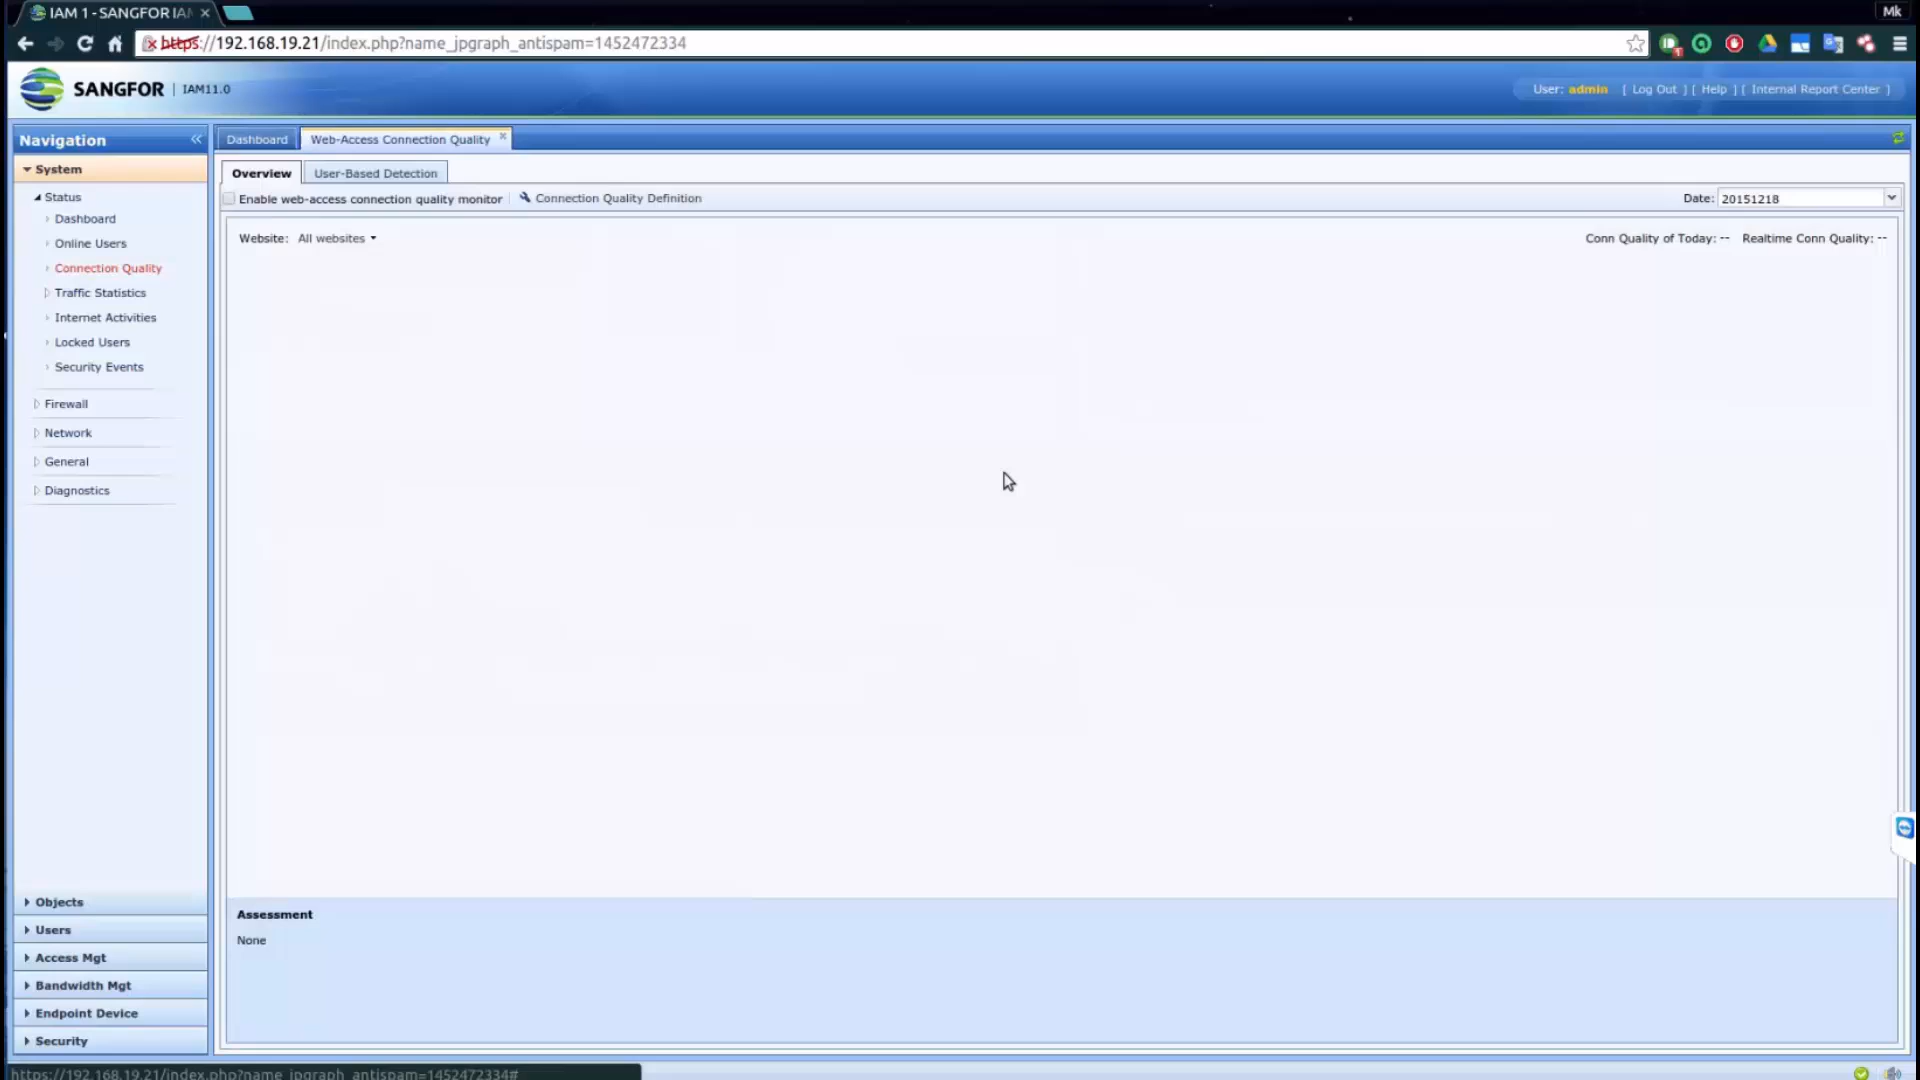 IAM 1 - SANGFOR IAM
Mk
https://192.168.19.21/index.php?name_jpgraph_antispam=1452472334
SANGFOR | IAM11.0
User: admin [ Log Out ] [ Help ] [ Internal Report Center ]
Navigation
Dashboard
Web-Access Connection Quality
System
Overview
User-Based Detection
Status
Enable web-access connection quality monitor
Connection Quality Definition
Date: 20151218
Dashboard
Website: All websites
Conn Quality of Today: --
Realtime Conn Quality: --
Online Users
Connection Quality
Traffic Statistics
Internet Activities
Locked Users
Security Events
Firewall
Network
General
Diagnostics
Objects
Users
Access Mgt
Bandwidth Mgt
Endpoint Device
Security
Assessment
None
https://192.168.19.21/index.php?name_jpgraph_antispam=1452472334#